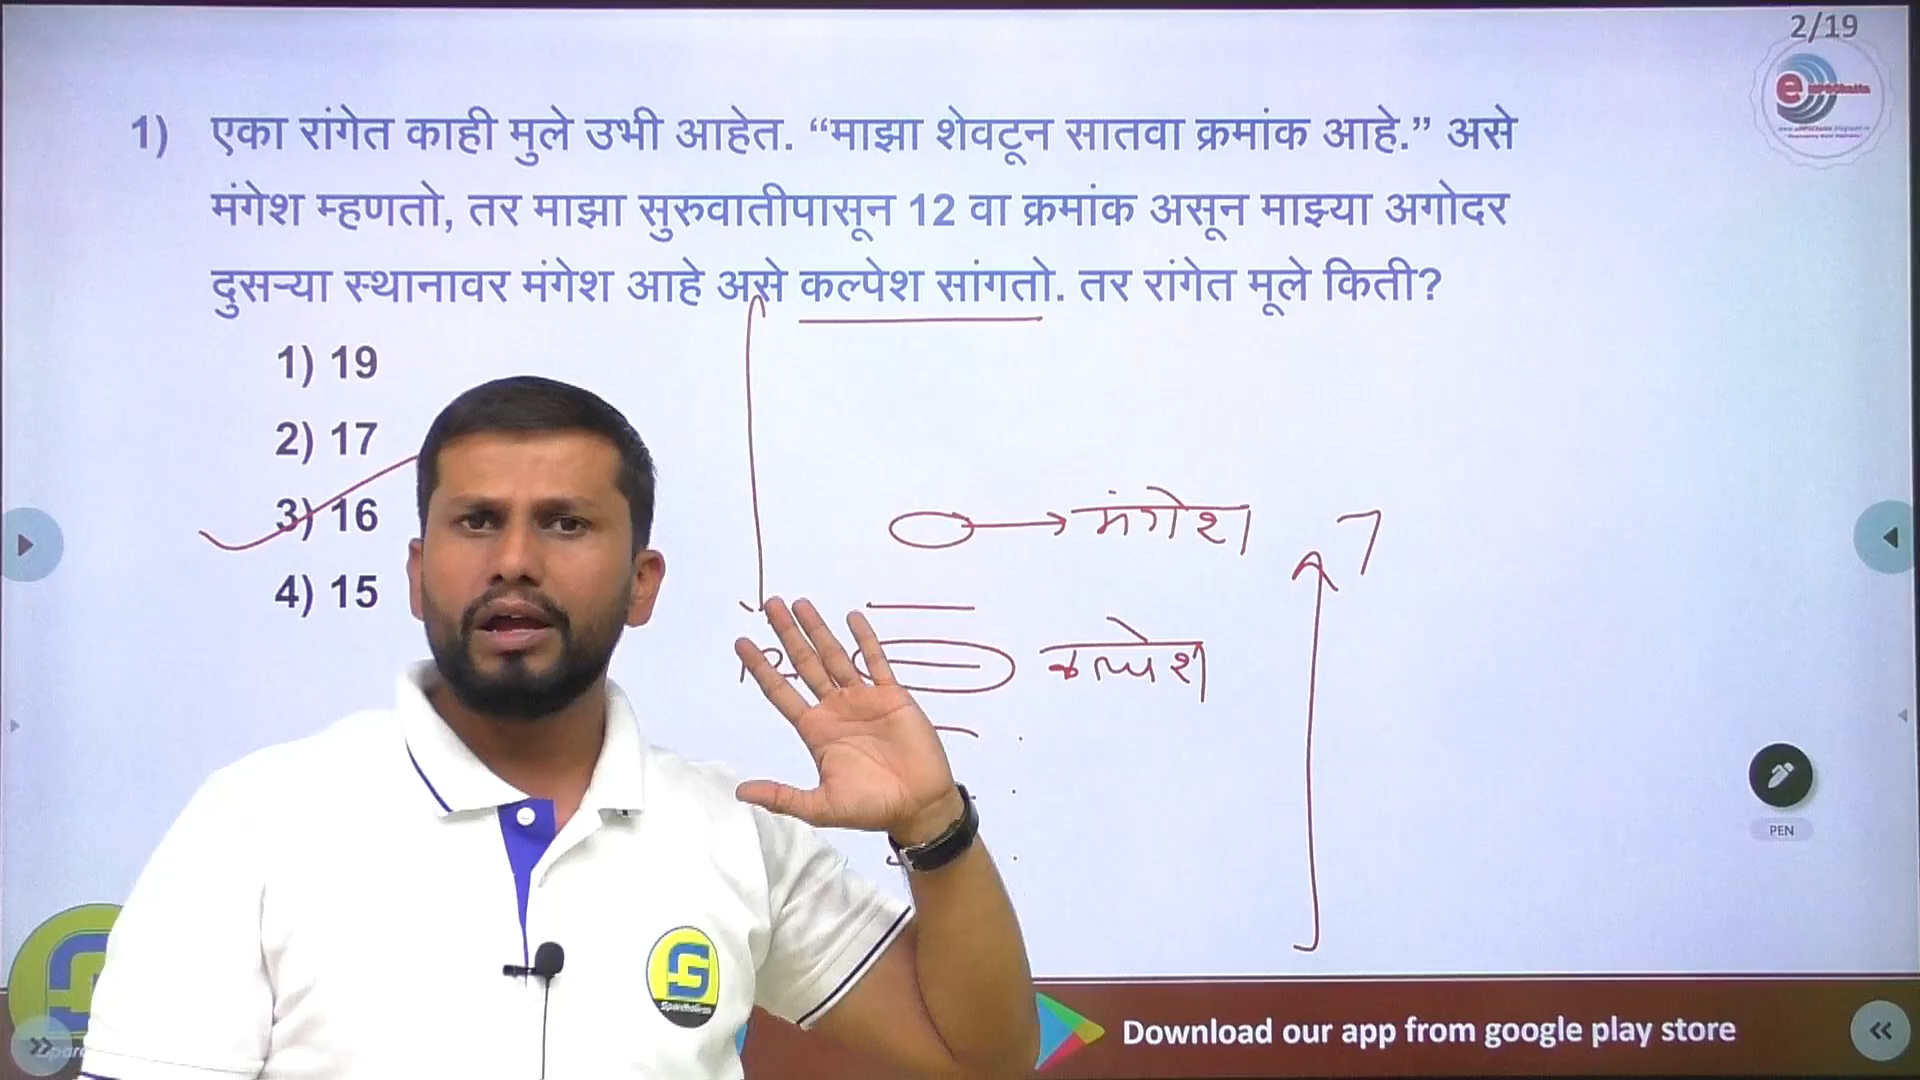 2/19
1) एका रांगेत काही मुले उभी आहेत. “माझा शेवटून सातवा क्रमांक आहे.” असे
मंगेश म्हणतो, तर माझा सुरुवातीपासून 12 वा क्रमांक असून माझ्या अगोदर
दुसऱ्या स्थानावर मंगेश आहे असे कल्पेश सांगतो. तर रांगेत मूले किती?
1) 19
2) 17
3) 16
4) 15
मंगेश 7
12 कल्पेश
PEN
Download our app from google play store